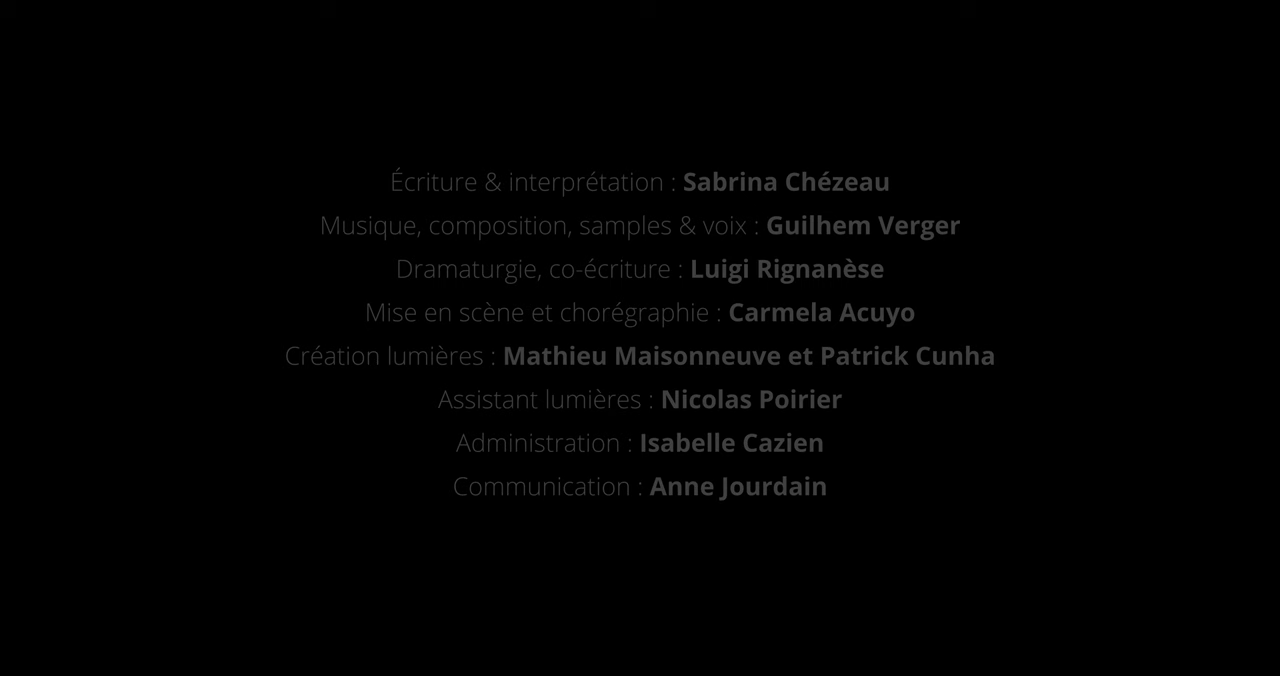 Écriture & interprétation : Sabrina Chézeau
Musique, composition, samples & voix : Guilhem Verger
Dramaturgie, co-écriture : Luigi Rignanèse
Mise en scène et chorégraphie : Carmela Acuyo
Création lumières : Mathieu Maisonneuve et Patrick Cunha
Assistant lumières : Nicolas Poirier
Administration : Isabelle Cazien
Communication : Anne Jourdain